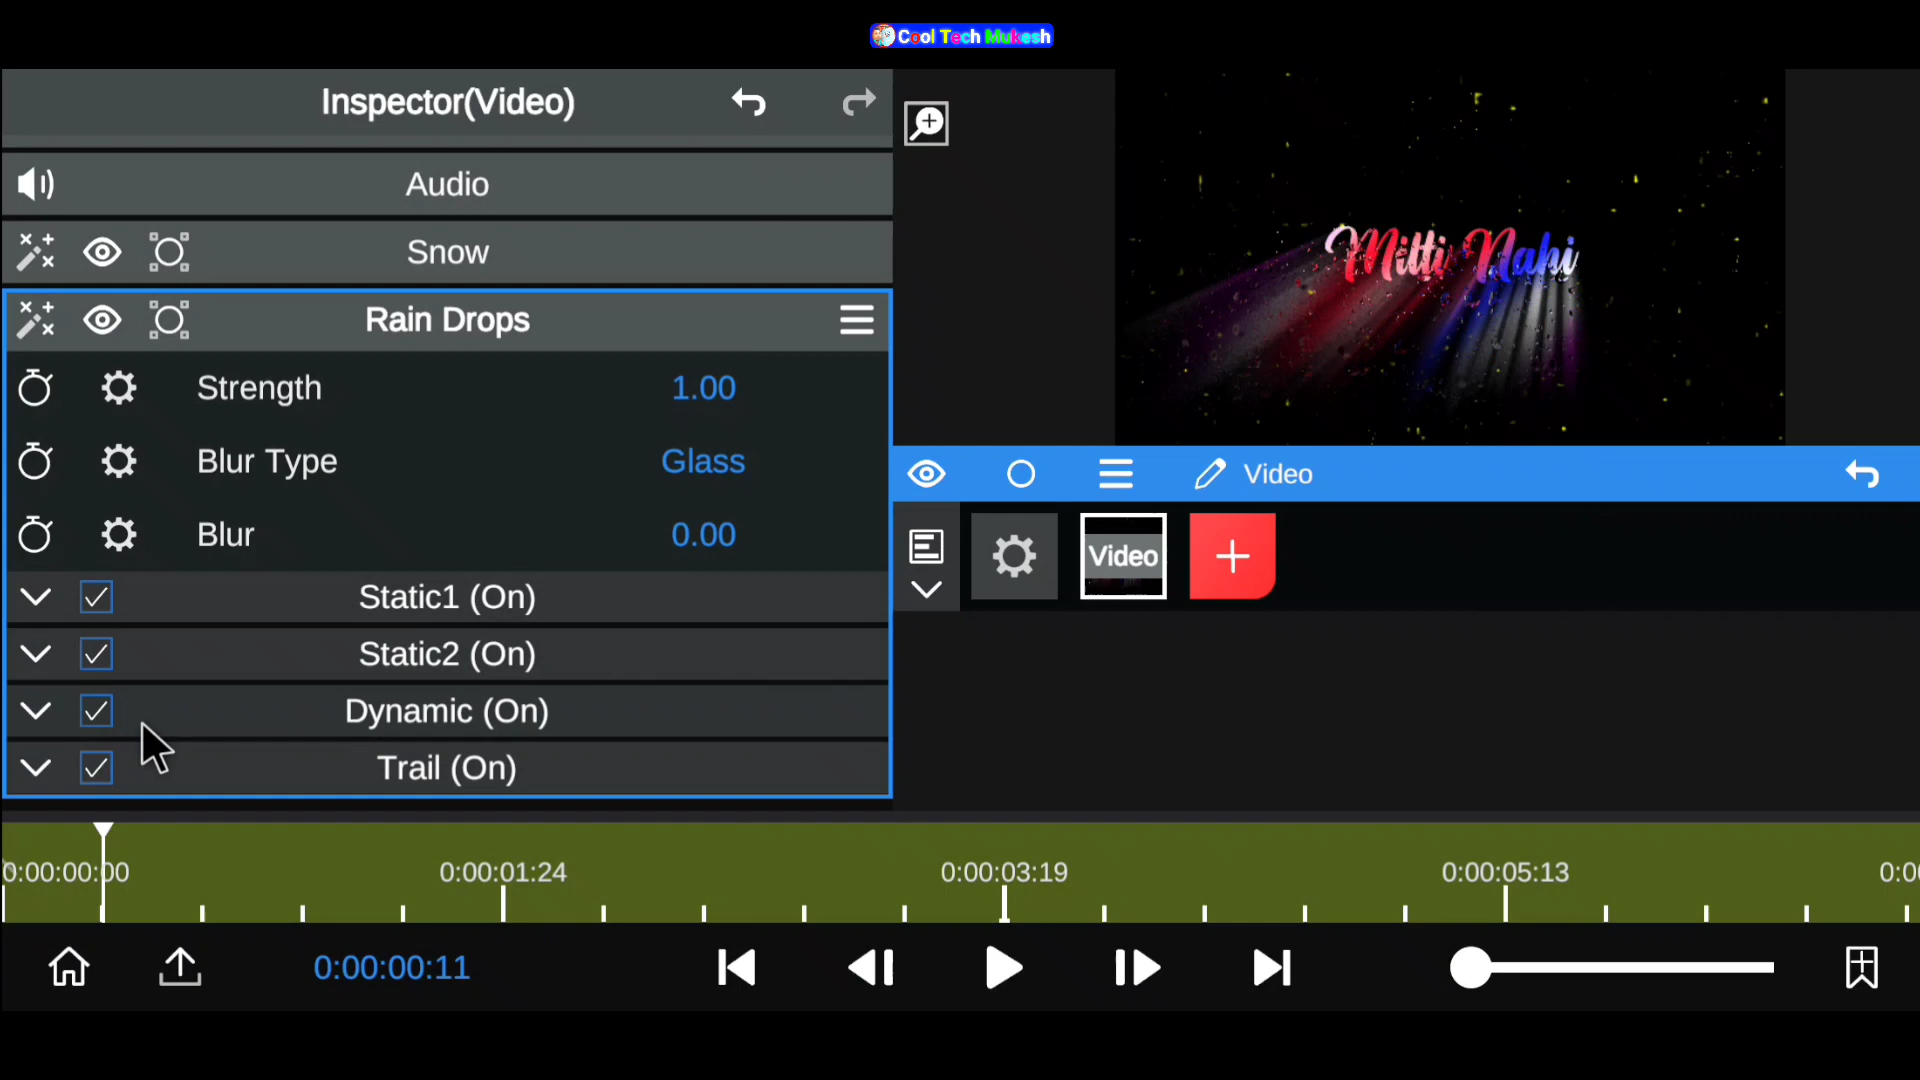 Cool Tech Mukesh
Inspector(Video)
Audio
Snow
Rain Drops
Strength 1.00
Blur Type Glass
Blur 0.00
Static1 (On)
Static2 (On)
Dynamic (On)
Trail (On)
Mitti Nahi
Video
Video
0:00:00:00 0:00:01:24 0:00:03:19 0:00:05:13
0:00:00:11